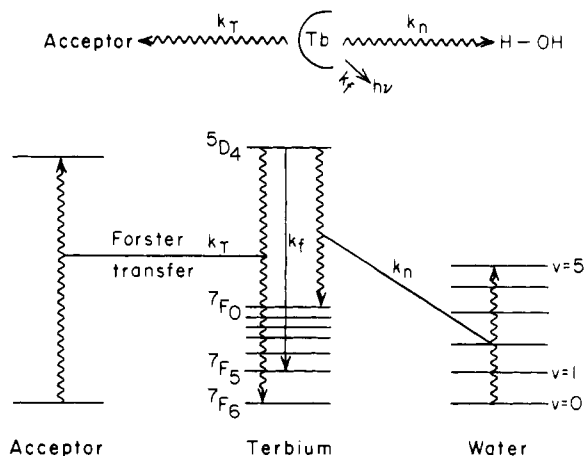 k_T k_n
Acceptor Tb H – OH
k_f hν
⁵D₄
Forster k_T k_f
transfer k_n
v=5
⁷F₀
⁷F₅ v=1
⁷F₆ v=0
Acceptor Terbium Water